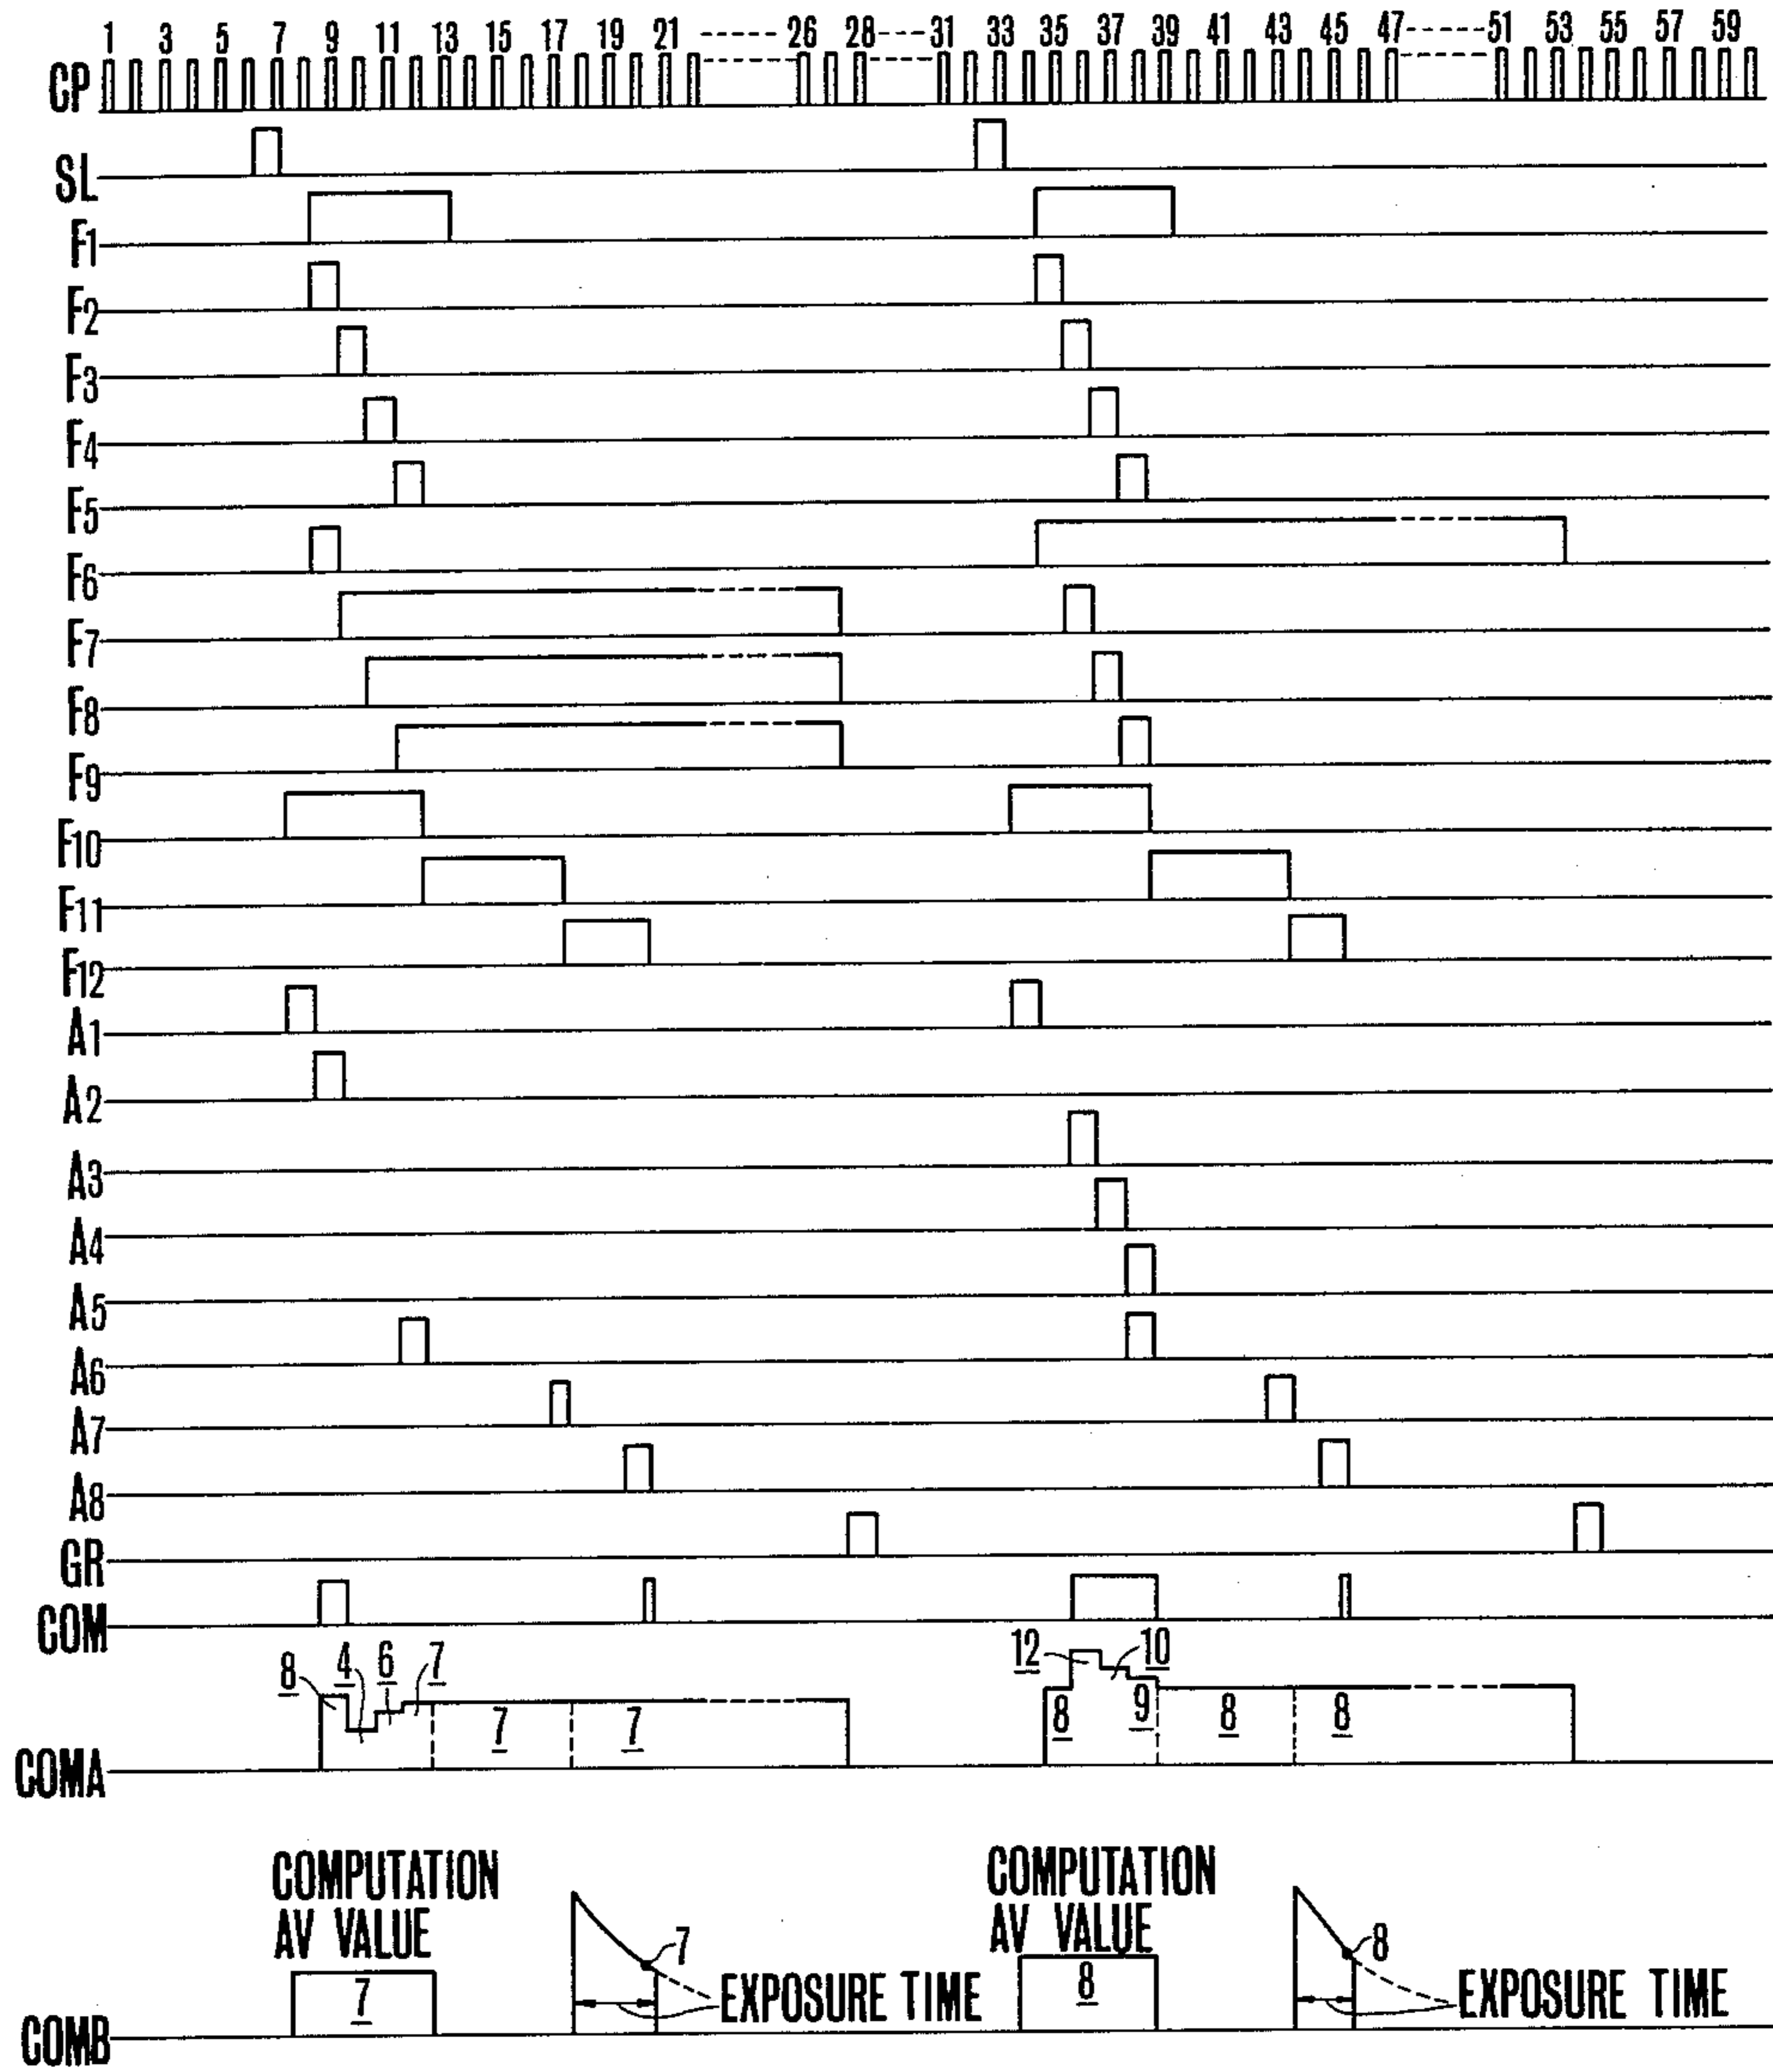 1 3 5 7 9 11 13 15 17 19 21 ----- 26 28 --- 31 33 35 37 39 41 43 45 47 ----- 51 53 55 57 59
CP
SL
F1
F2
F3
F4
F5
F6
F7
F8
F9
F10
F11
F12
A1
A2
A3
A4
A5
A6
A7
A8
GR
COM
8 4 6 7 12 10
7 7 8 9 8 8
COMA
COMPUTATION AV VALUE
7
7
EXPOSURE TIME
COMPUTATION AV VALUE
8
8
EXPOSURE TIME
COMB